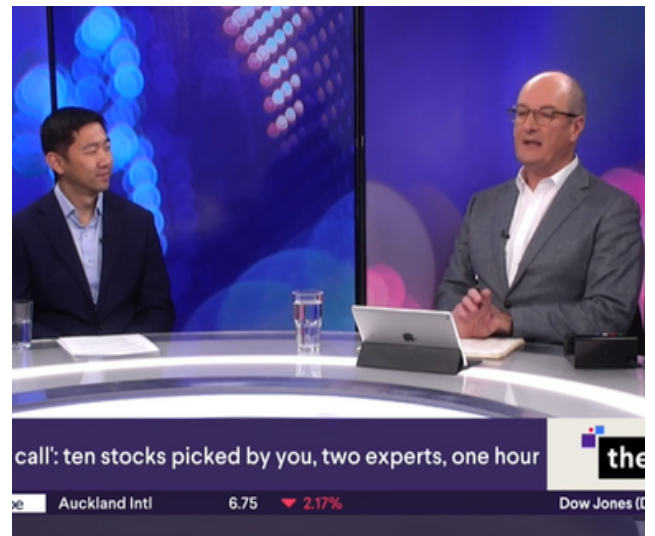 call': ten stocks picked by you, two experts, one hour
the
Auckland Intl 6.75 ▼ 2.17%
Dow Jones (D